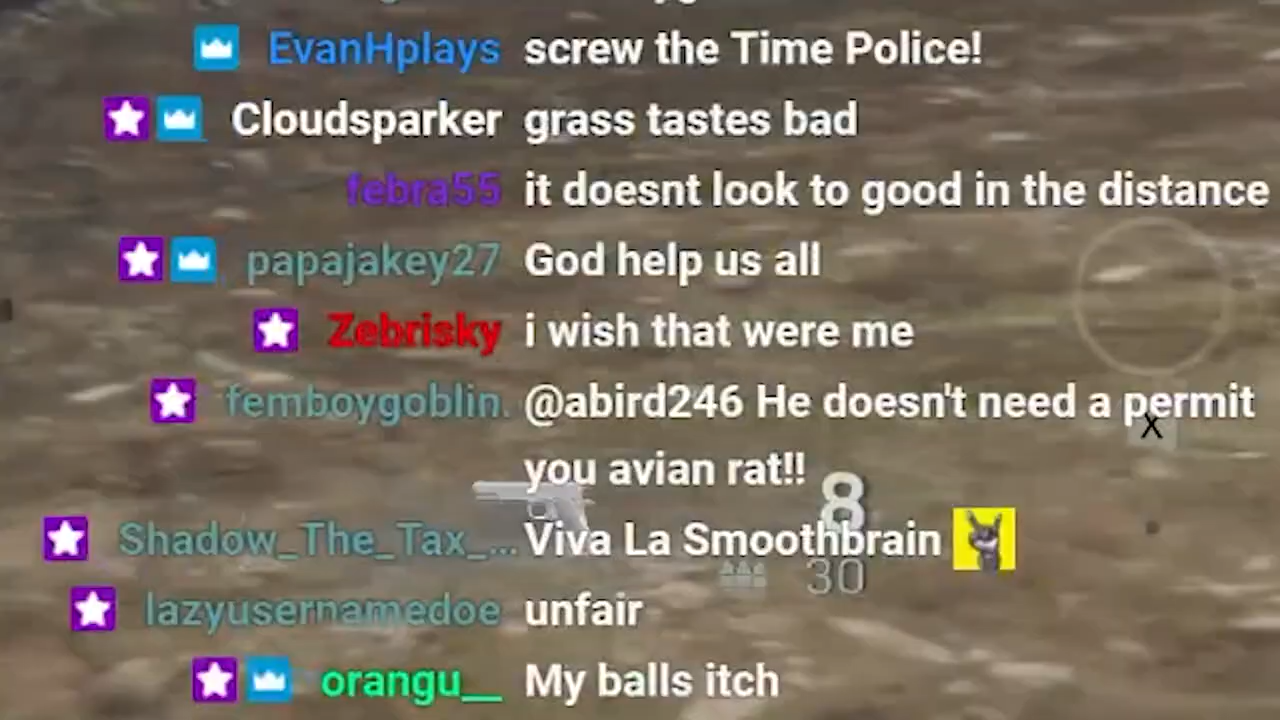 EvanHplays screw the Time Police!
Cloudsparker grass tastes bad
febra55 it doesnt look to good in the distance
papajakey27 God help us all
Zebrisky i wish that were me
femboygoblin. @abird246 He doesn't need a permit
X
you avian rat!!
8
Shadow_The_Tax_... Viva La Smoothbrain
30
lazyusernamedoe unfair
orangu__ My balls itch